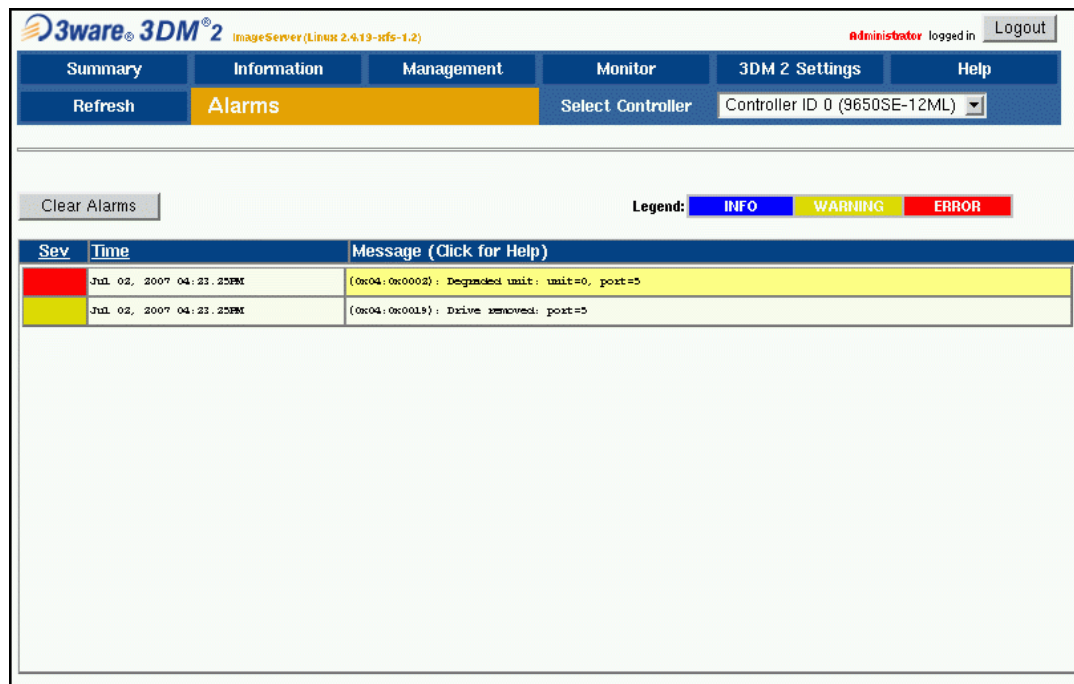 3ware® 3DM®2 ImageServer (Linux 2.4.19-xfs-1.2) Administrator logged in Logout
Summary Information Management Monitor 3DM 2 Settings Help
Refresh Alarms Select Controller Controller ID 0 (9650SE-12ML)
Clear Alarms Legend: INFO WARNING ERROR
Sev Time Message (Click for Help)
Jul 02, 2007 04:23.25PM (0x04:0x0002): Degraded unit: unit=0, port=5
Jul 02, 2007 04:23.25PM (0x04:0x0019): Drive removed: port=5